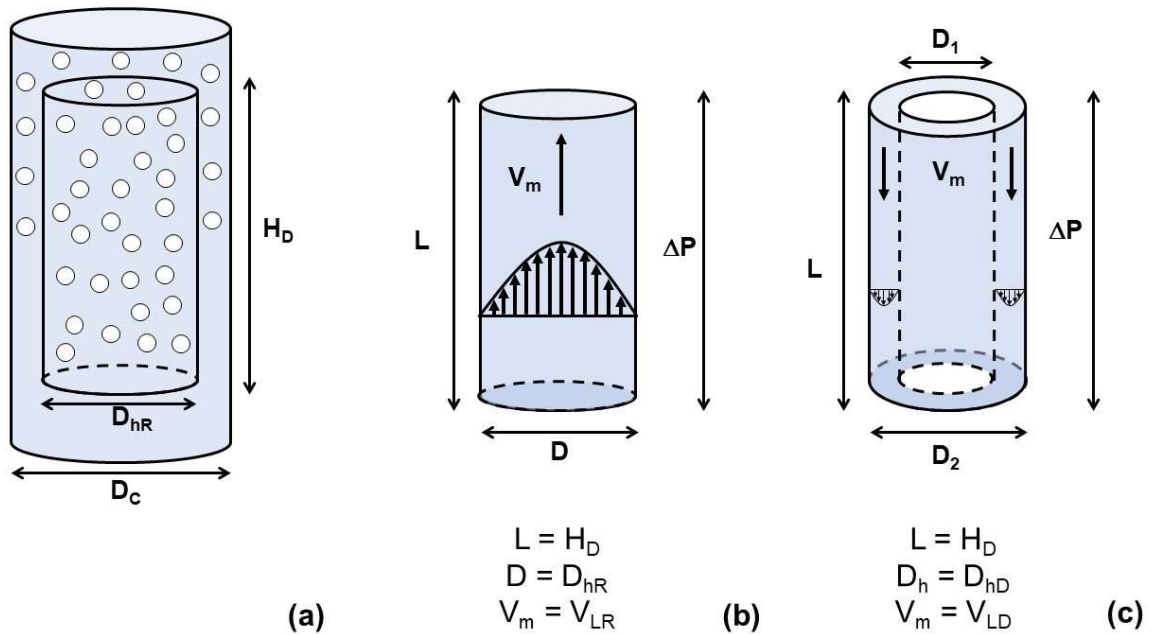 H_D
D_hR
D_C
(a)
L
V_m
ΔP
D
L = H_D
D = D_hR
V_m = V_LR
(b)
D_1
L
V_m
ΔP
D_2
L = H_D
D_h = D_hD
V_m = V_LD
(c)